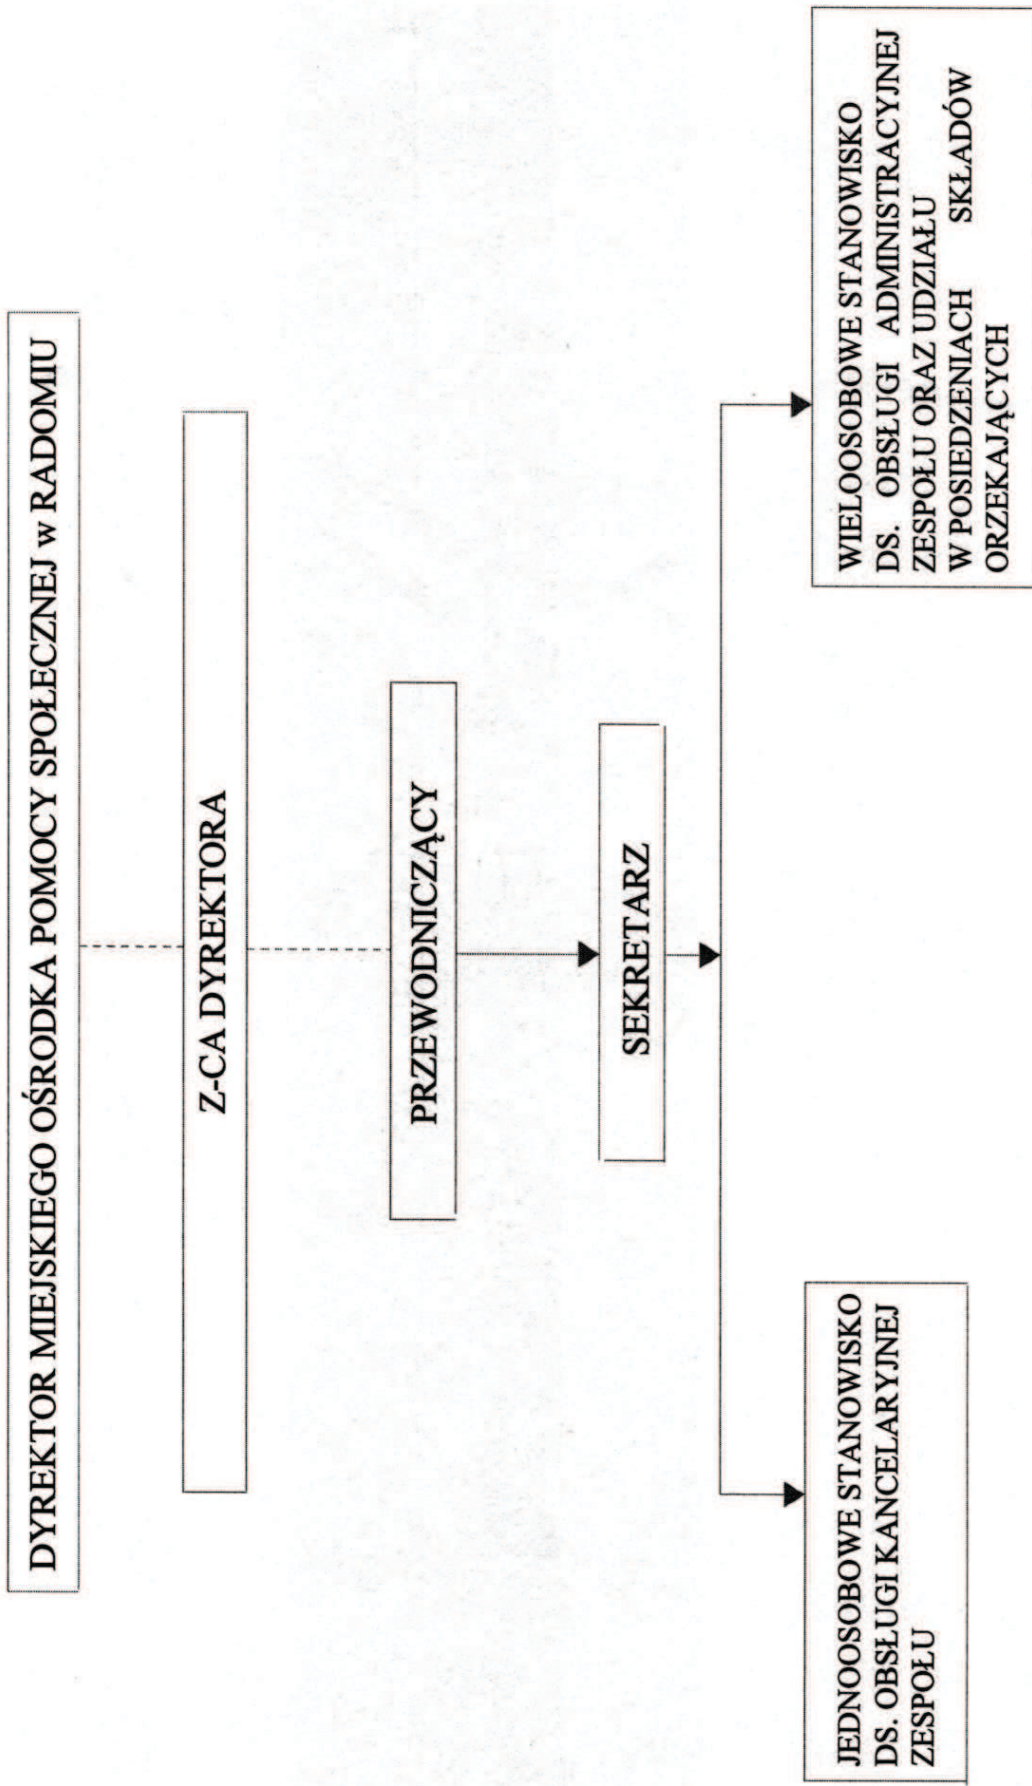 DYREKTOR MIEJSKIEGO OŚRODKA POMOCY SPOŁECZNEJ w RADOMIU
Z-CA DYREKTORA
PRZEWODNICZĄCY
SEKRETARZ
JEDNOOSOBOWE STANOWISKO
DS. OBSŁUGI KANCELARYJNEJ
ZESPOŁU
WIELOOSOBOWE STANOWISKO
DS. OBSŁUGI ADMINISTRACYJNEJ
ZESPOŁU ORAZ UDZIAŁU
W POSIEDZENIACH SKŁADÓW
ORZEKAJĄCYCH